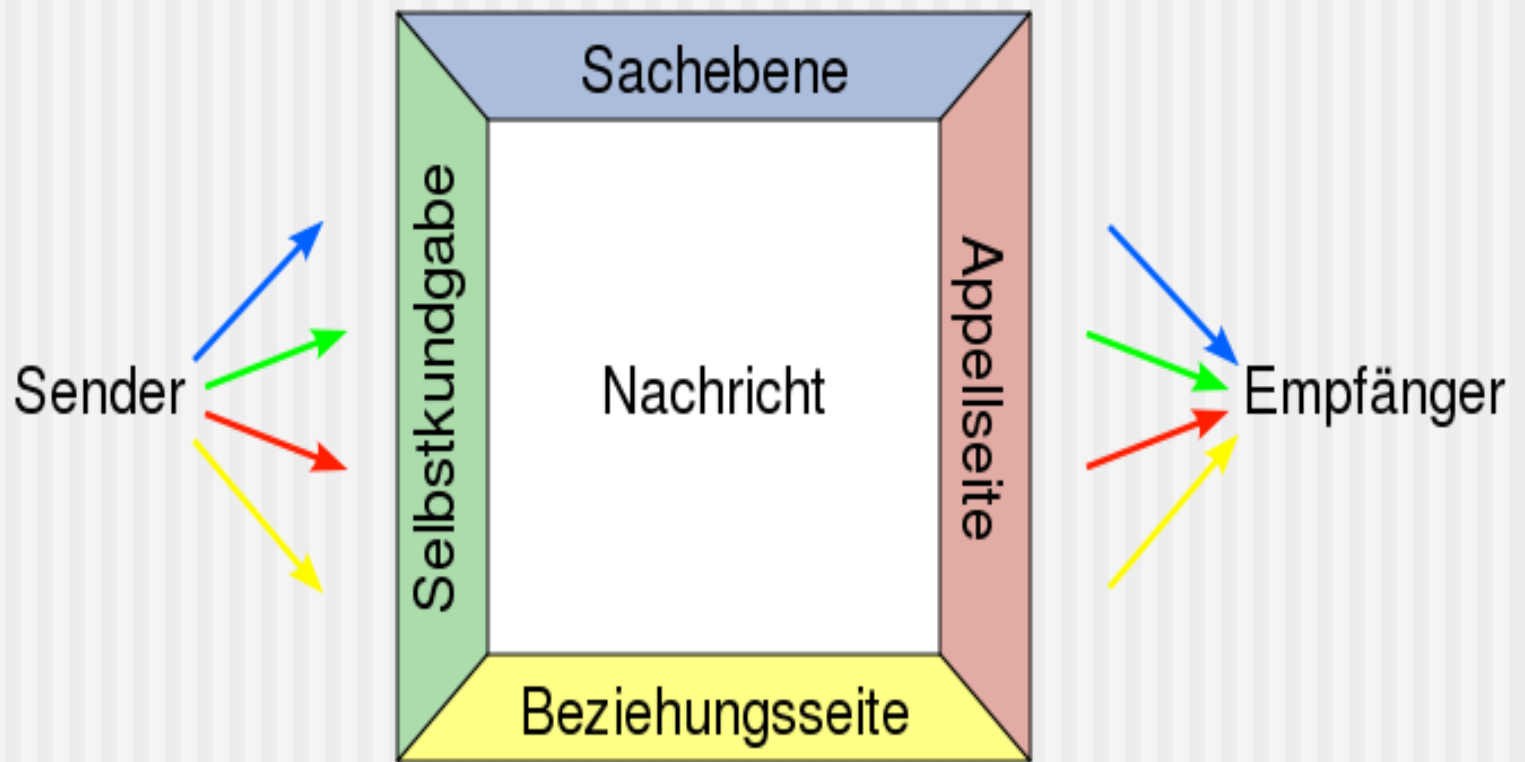 Sachebene
Selbstkundgabe
Appellseite
Sender
Nachricht
Empfänger
Beziehungsseite